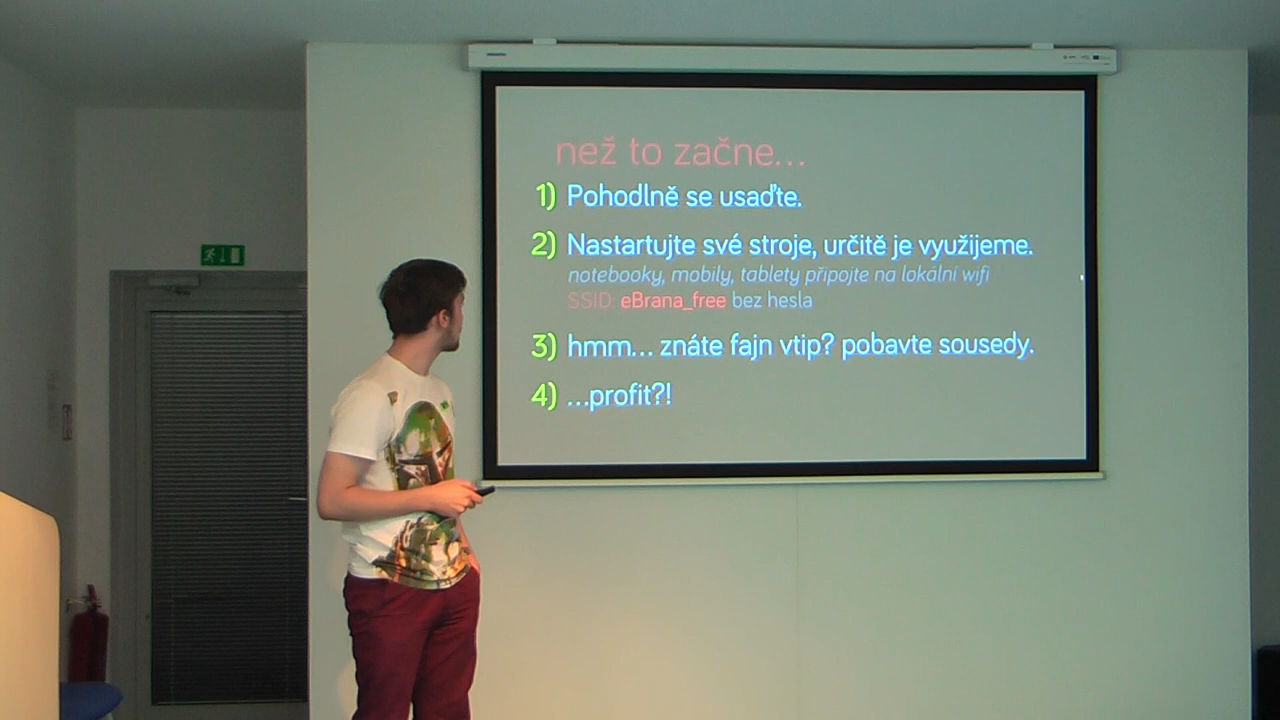 než to začne...
1) Pohodlně se usaďte.
2) Nastartujte své stroje, určitě je využijeme.
notebooky, mobily, tablety připojte na lokální wifi
SSID: eBrana_free bez hesla
3) hmm... znáte fajn vtip? pobavte sousedy.
4) ...profit?!